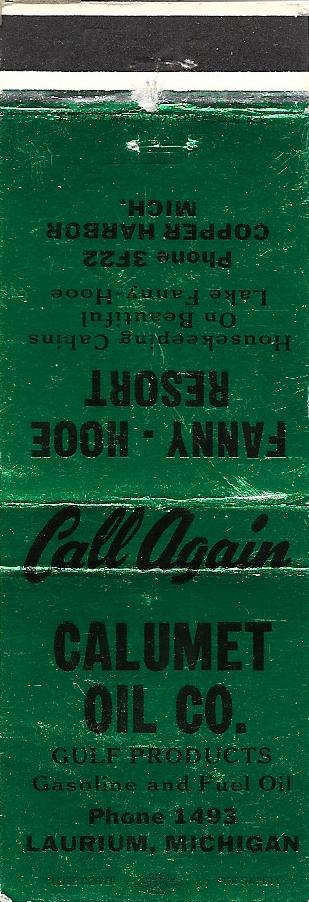 FANNY - HOOE
RESORT
Housekeeping Cabins
On Beautiful
Lake Fanny-Hooe
Phone 3F22
COPPER HARBOR
MICH.
Call Again
CALUMET
OIL CO.
GULF PRODUCTS
Gasoline and Fuel Oil
Phone 1493
LAURIUM, MICHIGAN